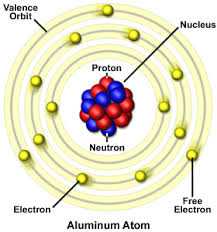 Valence
Orbit
Nucleus
Proton
Neutron
Electron
Free
Electron
Aluminum Atom